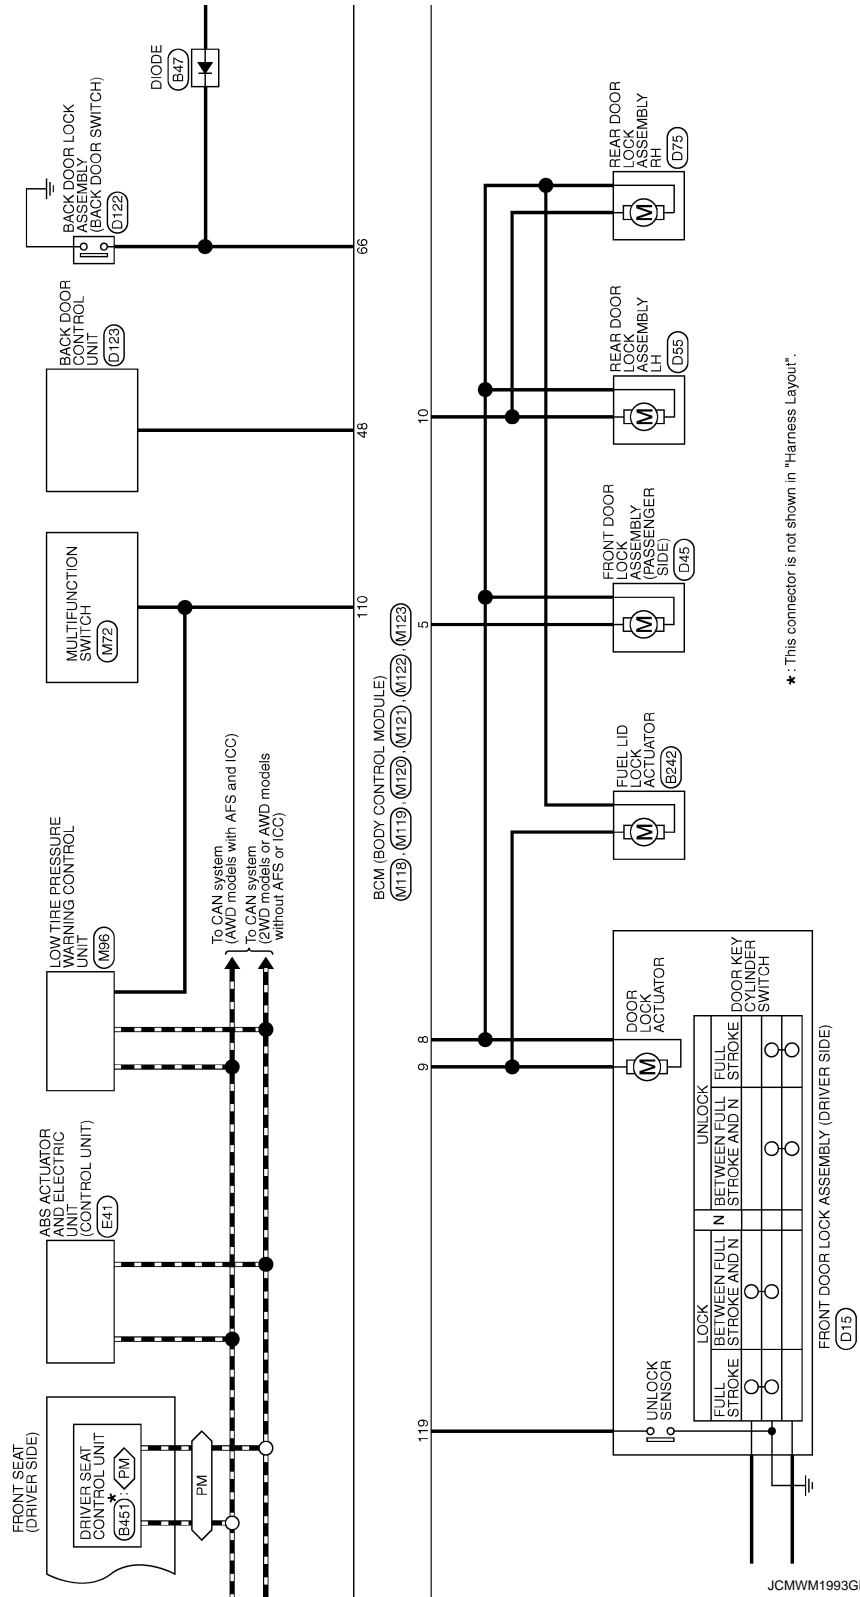 FRONT SEAT
(DRIVER SIDE)
DRIVER SEAT
CONTROL UNIT
*
B451 : PM
PM
ABS ACTUATOR
AND ELECTRIC
UNIT
(CONTROL UNIT)
E41
LOW TIRE PRESSURE
WARNING CONTROL
UNIT
M96
To CAN system
(AWD models with AFS and ICC)
To CAN system
(2WD models or AWD models
without AFS or ICC)
MULTIFUNCTION
SWITCH
M72
BACK DOOR
CONTROL
UNIT
D123
BACK DOOR LOCK
ASSEMBLY
(BACK DOOR SWITCH)
D122
DIODE
B47
110
48
66
BCM (BODY CONTROL MODULE)
M118 , M119 , M120 , M121 , M122 , M123
119
9
8
5
10
UNLOCK
SENSOR
DOOR
LOCK
ACTUATOR
LOCK
N
UNLOCK
FULL
STROKE
BETWEEN FULL
STROKE AND N
BETWEEN FULL
STROKE AND N
FULL
STROKE
DOOR KEY
CYLINDER
SWITCH
FRONT DOOR LOCK ASSEMBLY (DRIVER SIDE)
D15
M
FUEL LID
LOCK
ACTUATOR
B242
M
FRONT DOOR
LOCK
ASSEMBLY
(PASSENGER
SIDE)
D45
M
REAR DOOR
LOCK
ASSEMBLY
LH
D55
M
REAR DOOR
LOCK
ASSEMBLY
RH
D75
M
* : This connector is not shown in "Harness Layout".